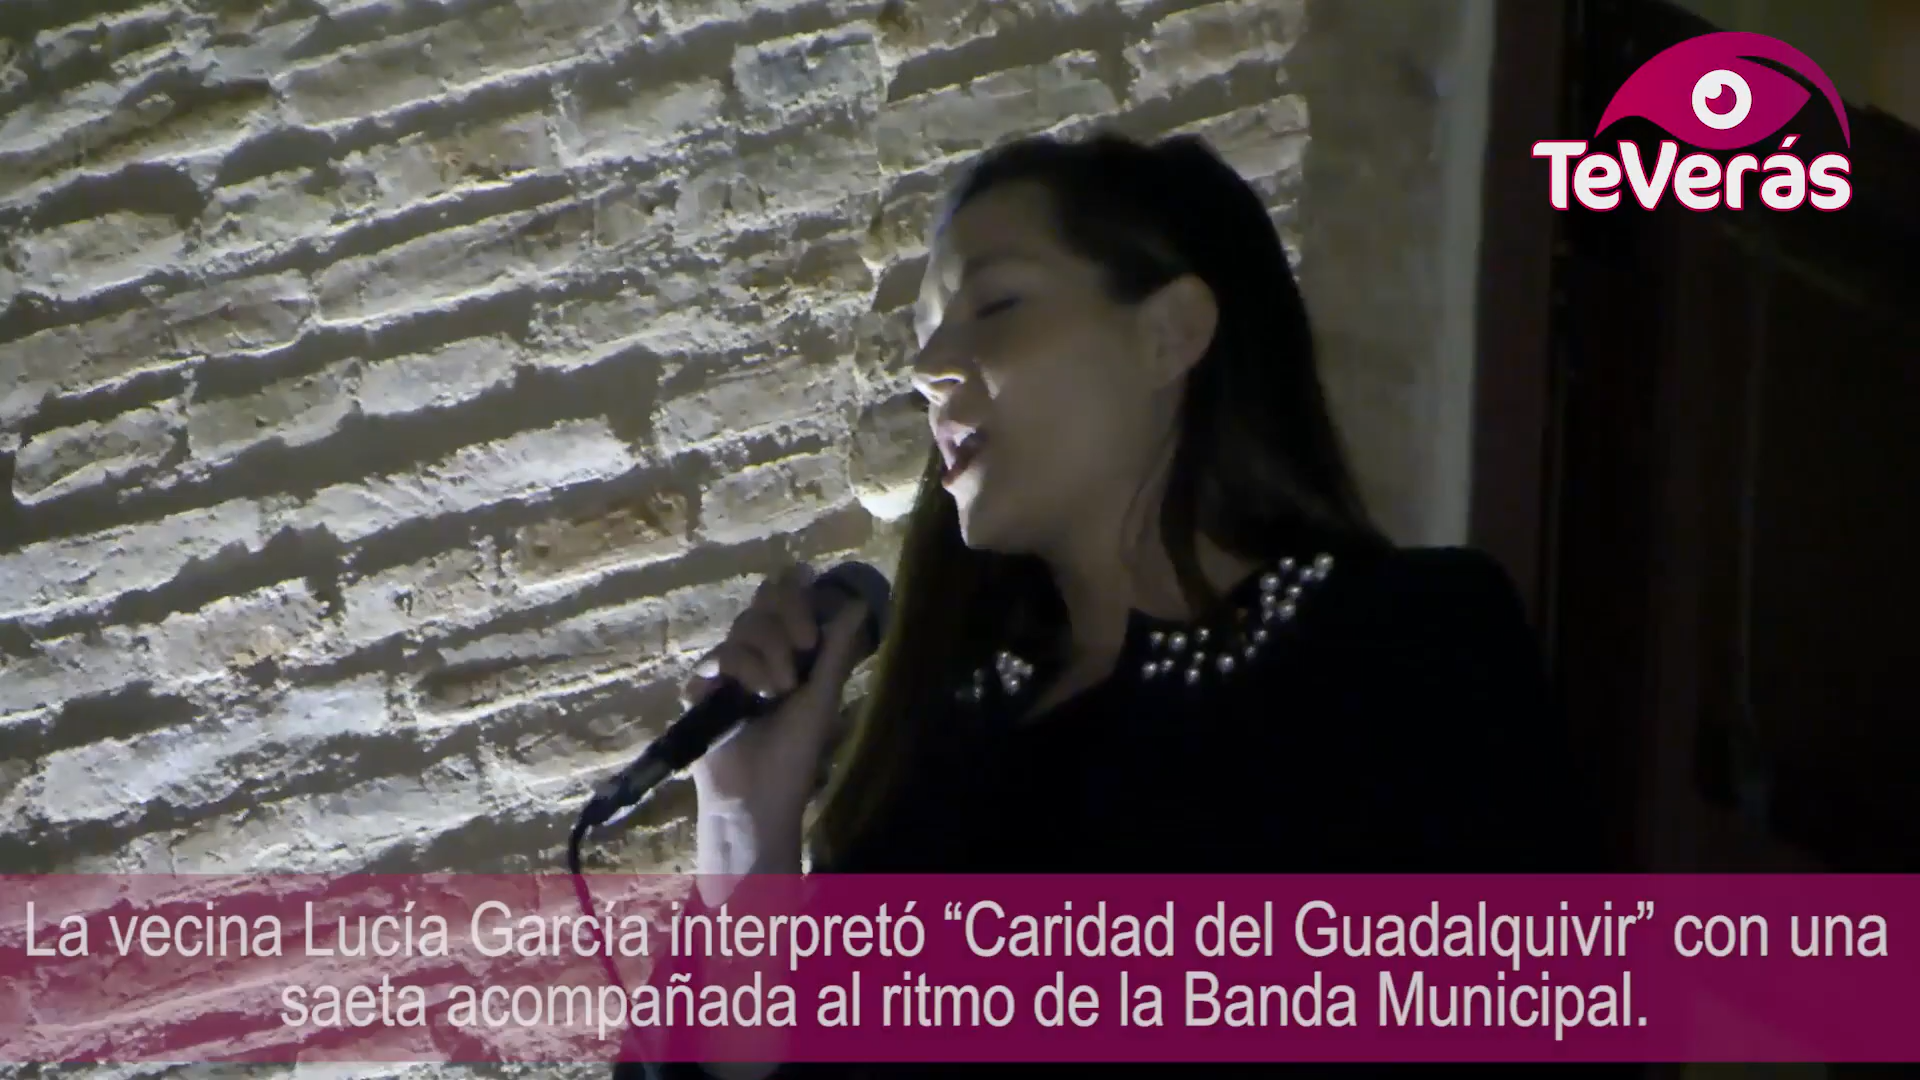 TeVerás
La vecina Lucía García interpretó “Caridad del Guadalquivir” con una
saeta acompañada al ritmo de la Banda Municipal.